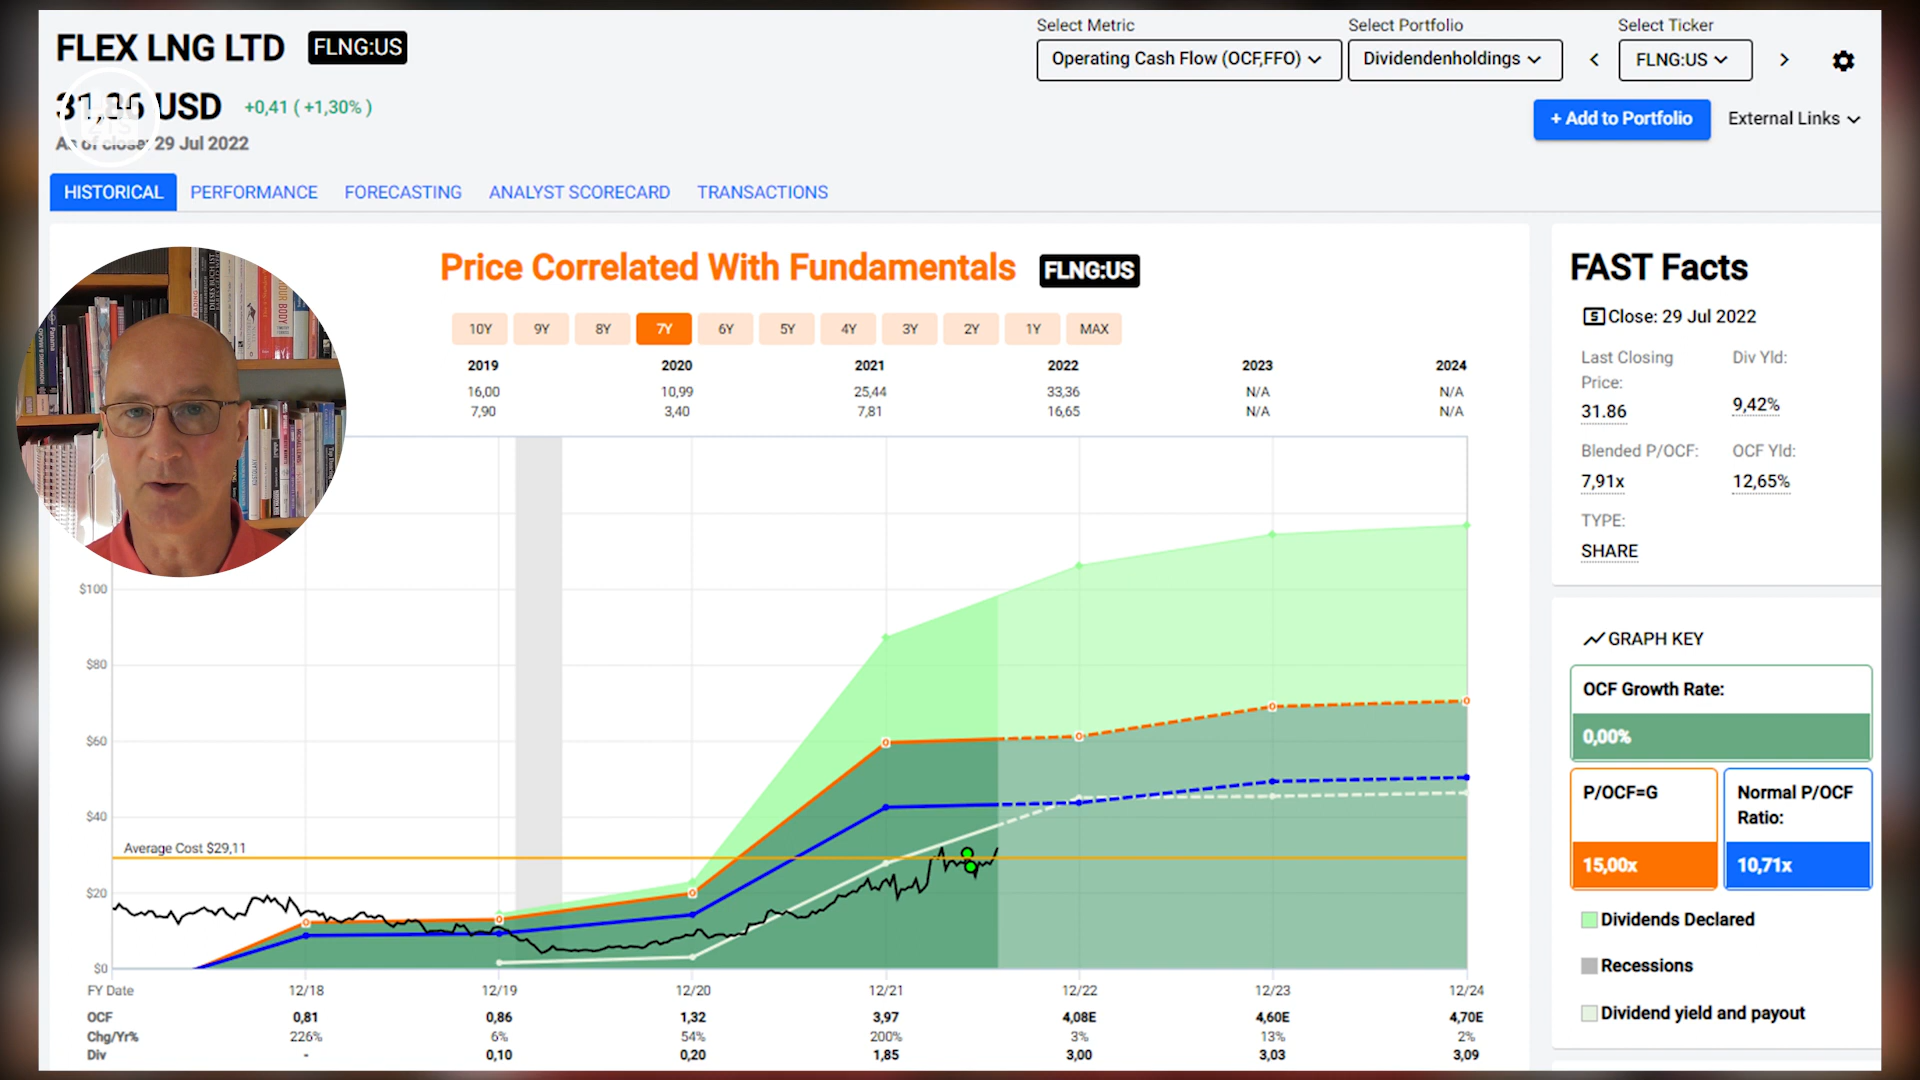 FLEX LNG LTD FLNG:US
31,86 USD +0,41 ( +1,30% )
As of close: 29 Jul 2022
Select Metric
Operating Cash Flow (OCF,FFO)
Select Portfolio
Dividendenholdings
Select Ticker
FLNG:US
+ Add to Portfolio
External Links
HISTORICAL PERFORMANCE FORECASTING ANALYST SCORECARD TRANSACTIONS
Price Correlated With Fundamentals FLNG:US
10Y 9Y 8Y 7Y 6Y 5Y 4Y 3Y 2Y 1Y MAX
2019 2020 2021 2022 2023 2024
16,00 10,99 25,44 33,36 N/A N/A
7,90 3,40 7,81 16,65 N/A N/A
$100
$80
$60
$40
Average Cost $29,11
$20
$0
FY Date 12/18 12/19 12/20 12/21 12/22 12/23 12/24
OCF 0,81 0,86 1,32 3,97 4,08E 4,60E 4,70E
Chg/Yr% 226% 6% 54% 200% 3% 13% 2%
Div - 0,10 0,20 1,85 3,00 3,03 3,09
FAST Facts
Close: 29 Jul 2022
Last Closing Price:
31.86
Div Yld:
9,42%
Blended P/OCF:
7,91x
OCF Yld:
12,65%
TYPE:
SHARE
GRAPH KEY
OCF Growth Rate:
0,00%
P/OCF=G
15,00x
Normal P/OCF
Ratio:
10,71x
Dividends Declared
Recessions
Dividend yield and payout